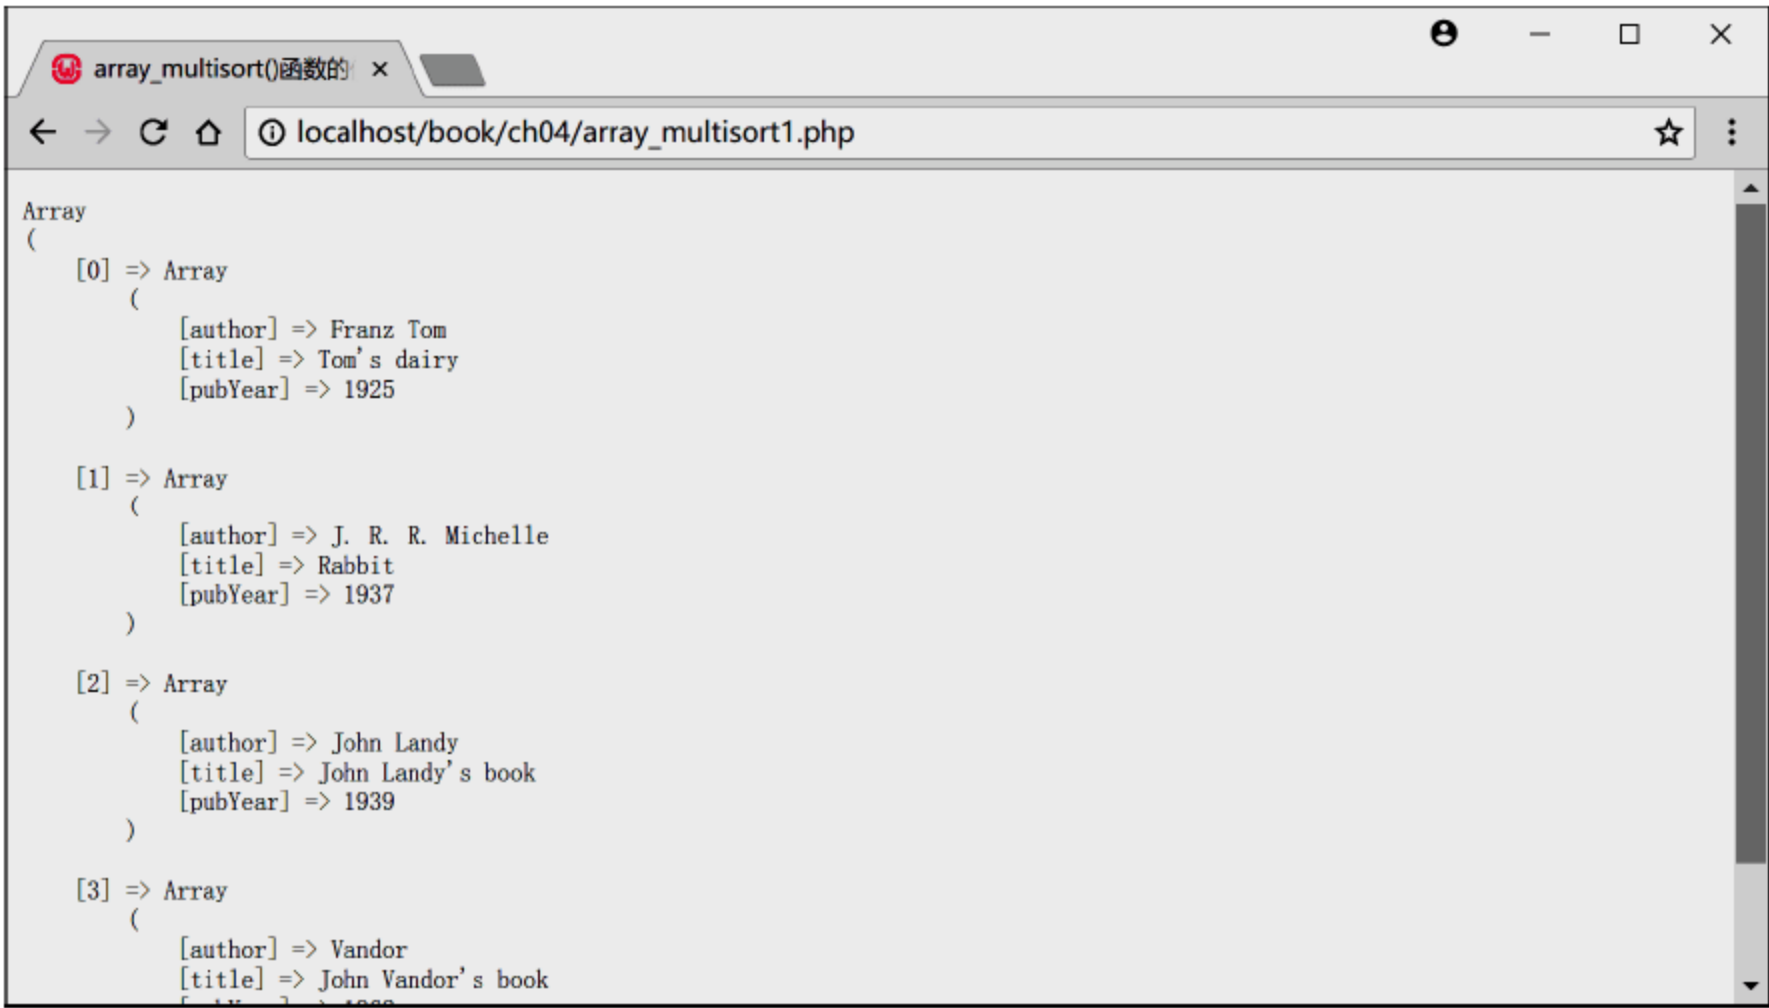 array_multisort()函数的
localhost/book/ch04/array_multisort1.php
Array
(
    [0] => Array
        (
            [author] => Franz Tom
            [title] => Tom's dairy
            [pubYear] => 1925
        )
    [1] => Array
        (
            [author] => J. R. R. Michelle
            [title] => Rabbit
            [pubYear] => 1937
        )
    [2] => Array
        (
            [author] => John Landy
            [title] => John Landy's book
            [pubYear] => 1939
        )
    [3] => Array
        (
            [author] => Vandor
            [title] => John Vandor's book